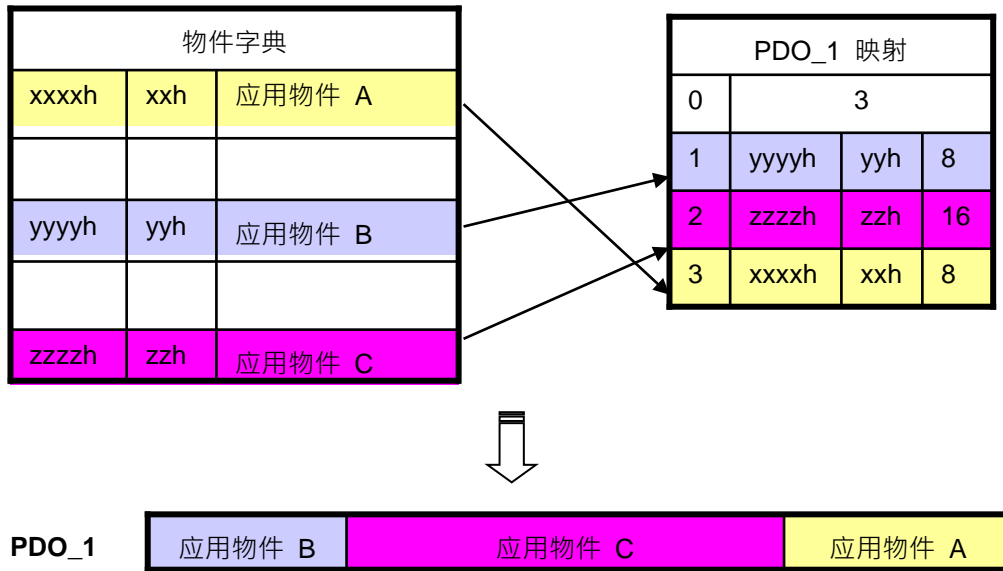 物件字典
xxxxh xxh 应用物件 A
yyyyh yyh 应用物件 B
zzzzh zzh 应用物件 C
PDO_1 映射
0 3
1 yyyyh yyh 8
2 zzzzh zzh 16
3 xxxxh xxh 8
PDO_1 应用物件 B 应用物件 C 应用物件 A